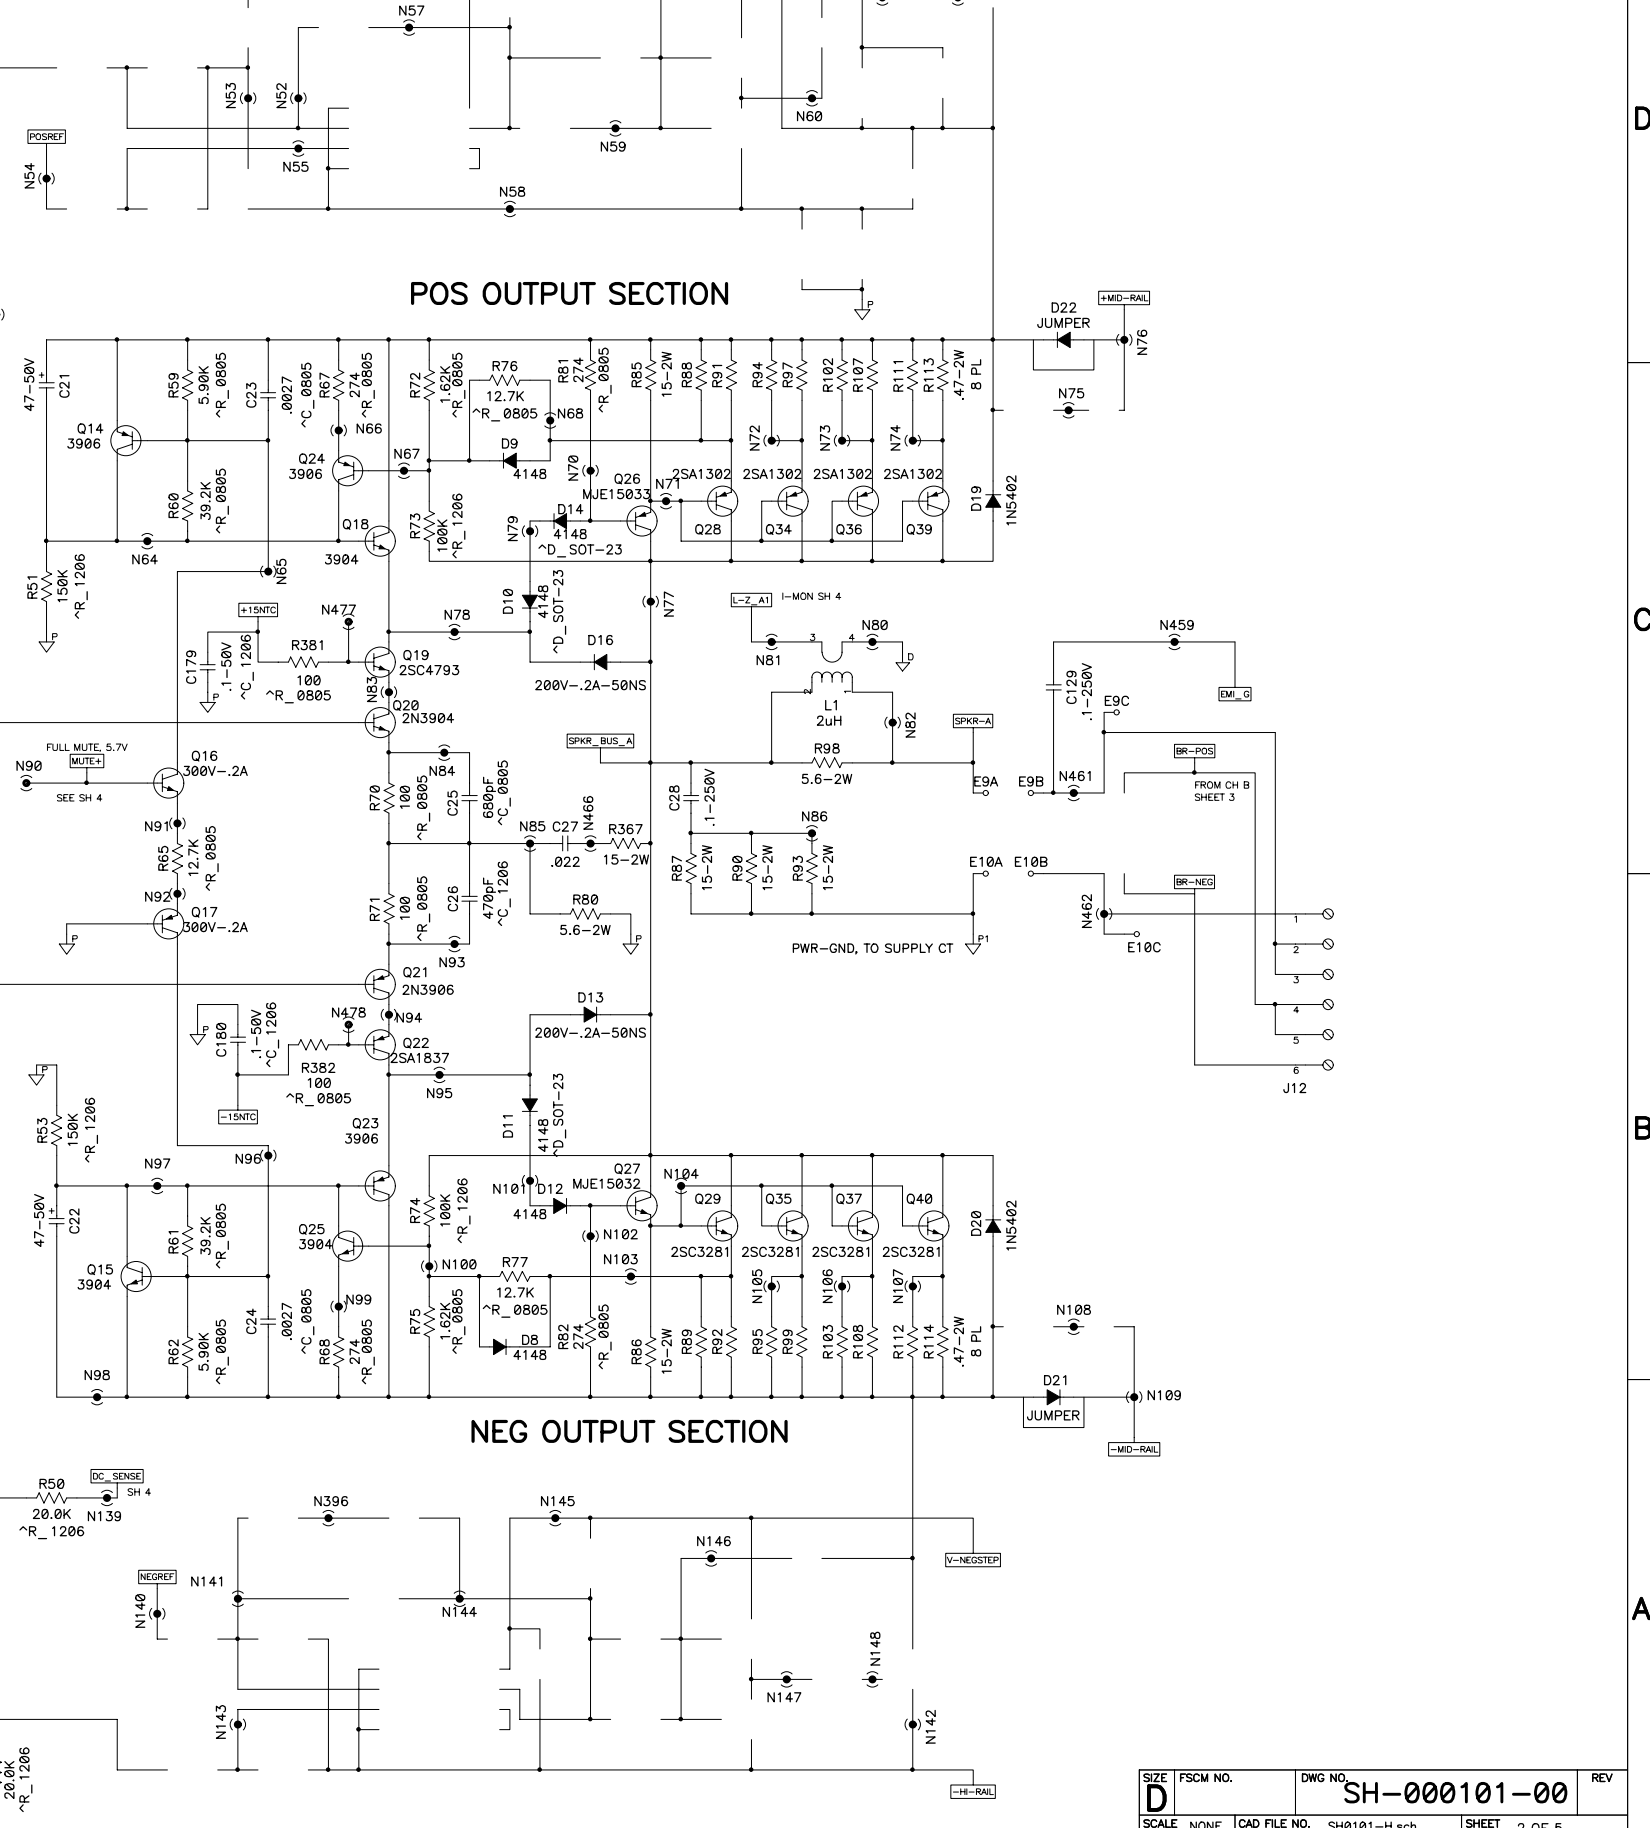 N57
N53
N52
N60
D
POSREF
N55
N59
N54
N58
POS OUTPUT SECTION
P
+MID-RAIL
D22
JUMPER
N76
N75
47-50V
C21
R59
5.90K
^R_0805
C23
.0027
^C_0805
R67
274
^R_0805
R72
1.62K
^R_0805
R76
12.7K
^R_0805
R81
274
^R_0805
R85
15-2W
R88
R91
R94
R97
R102
R107
R111
R113
.47-2W
8 PL
Q14
3906
N66
N68
N72
N73
N74
Q24
3906
N67
D9
4148
N70
Q26
MJE15033
N71
2SA1302
2SA1302
2SA1302
2SA1302
R60
39.2K
^R_0805
Q18
3904
R73
100K
^R_1206
N79
D14
4148
^D_SOT-23
Q28
Q34
Q36
Q39
D19
1N5402
N64
N65
R51
150K
^R_1206
P
+15NTC
N477
N78
D10
4148
^D_SOT-23
N77
L-Z_A1
I-MON SH 4
N81
3
4
N80
D
N459
C
C179
.1-50V
^C_1206
P
R381
100
^R_0805
Q19
2SC4793
N83
Q20
2N3904
D16
200V-.2A-50NS
2
1
L1
2uH
N82
C129
.1-250V
E9C
EMI_G
FULL MUTE, 5.7V
MUTE+
N90
SEE SH 4
Q16
300V-.2A
N84
SPKR_BUS_A
SPKR-A
R98
5.6-2W
E9A
E9B
N461
BR-POS
FROM CH B
SHEET 3
R70
100
^R_0805
C25
680pF
^C_0805
C28
.1-250V
N91
R65
12.7K
^R_0805
N85
C27
.022
N466
R367
15-2W
N86
R87
15-2W
R90
15-2W
R93
15-2W
E10A
E10B
BR-NEG
N92
Q17
300V-.2A
P
R71
100
^R_0805
C26
470pF
^C_1206
R80
5.6-2W
P
N93
PWR-GND, TO SUPPLY CT
P1
N462
E10C
1
2
3
4
5
6
J12
Q21
2N3906
N94
D13
200V-.2A-50NS
P
C180
.1-50V
^C_1206
N478
R382
100
^R_0805
Q22
2SA1837
N95
P
-15NTC
R53
150K
^R_1206
Q23
3906
D11
4148
^D_SOT-23
B
N97
N96
N101
D12
4148
Q27
MJE15032
N104
Q29
Q35
Q37
Q40
47-50V
C22
R61
39.2K
^R_0805
Q25
3904
R74
100K
^R_1206
N102
2SC3281
2SC3281
2SC3281
2SC3281
D20
1N5402
Q15
3904
N100
R77
12.7K
^R_0805
N103
N105
N106
N107
R62
5.90K
^R_0805
C24
.0027
^C_0805
N99
R68
274
^R_0805
R75
1.62K
^R_0805
D8
4148
R82
274
^R_0805
R86
15-2W
R89
R92
R95
R99
R103
R108
R112
R114
.47-2W
8 PL
N108
N98
D21
JUMPER
N109
-MID-RAIL
NEG OUTPUT SECTION
R50
20.0K
^R_1206
DC_SENSE
SH 4
N139
N396
N145
N146
V-NEGSTEP
NEGREF
N140
N141
N144
A
N148
N147
N143
N142
20.0K
^R_1206
-HI-RAIL
SIZE
D
FSCM NO.
DWG NO.
SH-000101-00
REV
SCALE NONE
CAD FILE NO. SH0101-H.sch
SHEET 2 OF 5